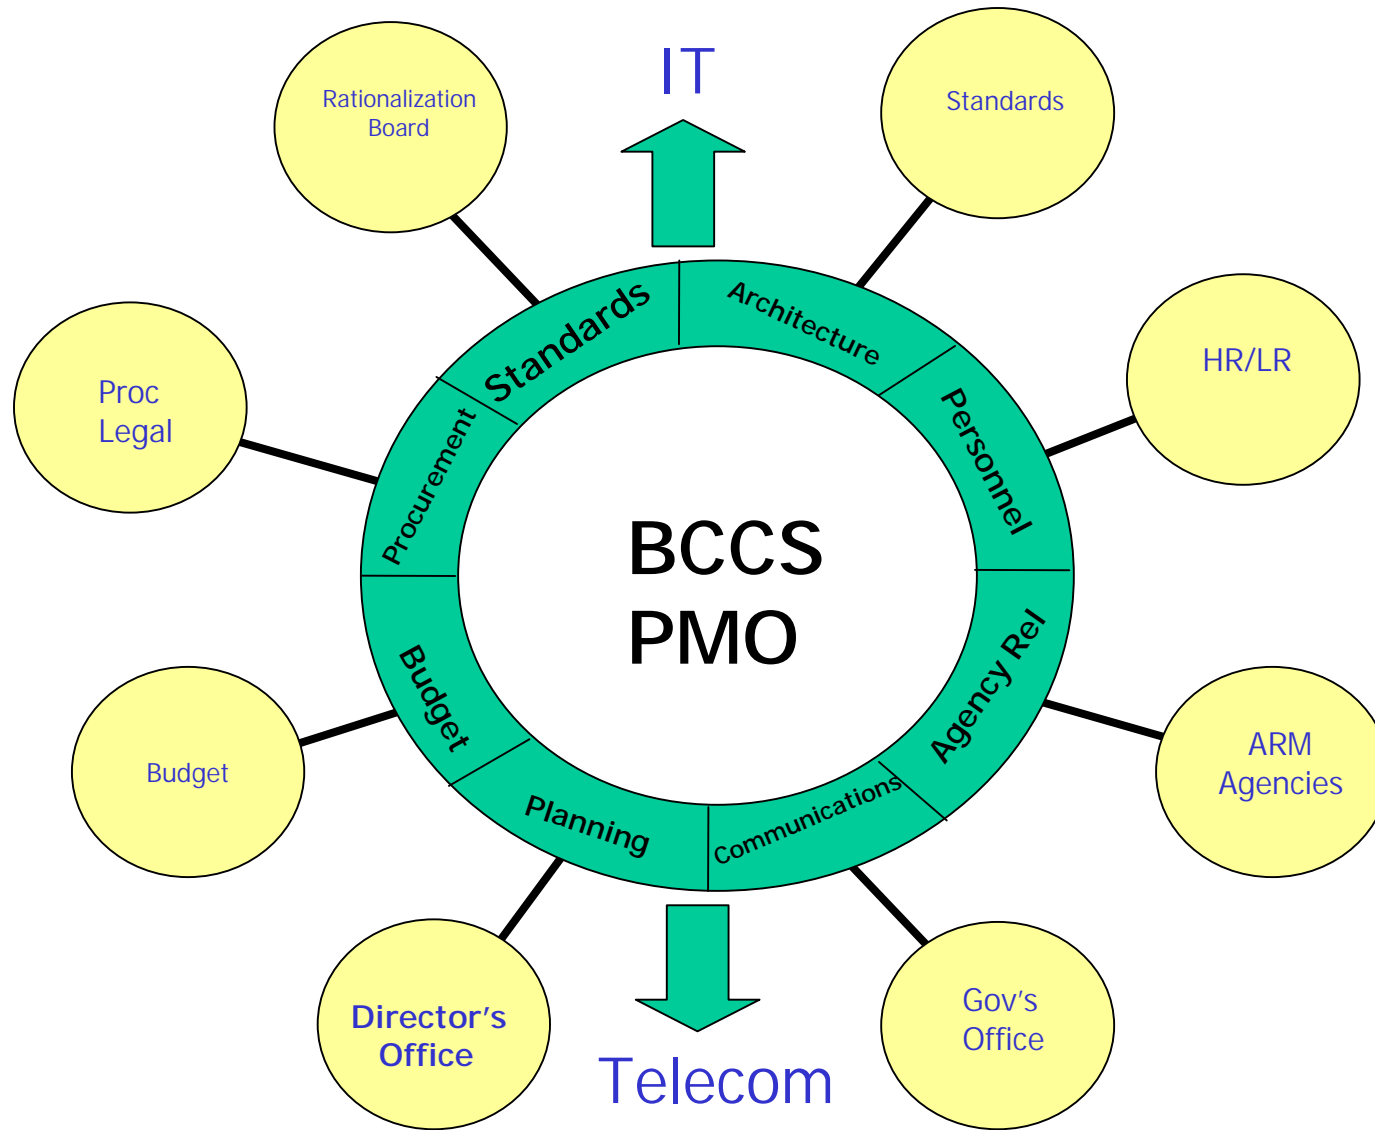 IT
Rationalization
Board
Standards
Standards
Architecture
HR/LR
Proc
Legal
Procurement
Personnel
BCCS
PMO
Budget
Agency Rel
Budget
ARM
Agencies
Planning
Communications
Director's
Office
Gov's
Office
Telecom